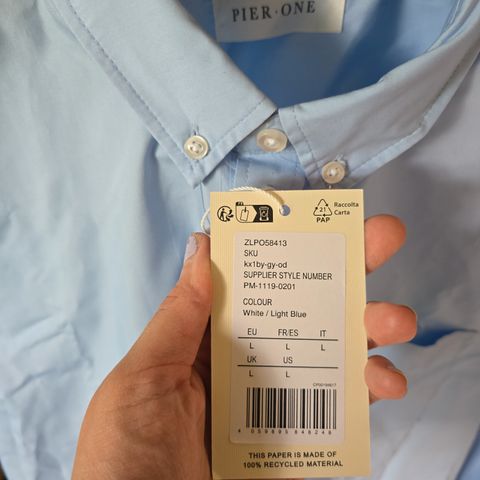 PIER·ONE
Raccolta
Carta
21
PAP
ZLPO58413
SKU
kx1by-gy-od
SUPPLIER STYLE NUMBER
PM-1119-0201
COLOUR
White / Light Blue
EU FR/ES IT
L L L
UK US
L L
THIS PAPER IS MADE OF
100% RECYCLED MATERIAL